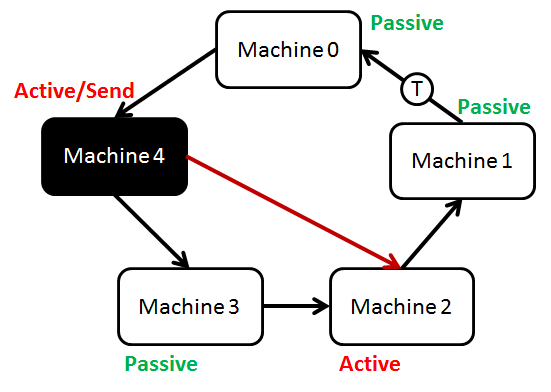 Passive
Machine 0
Active/Send
T
Passive
Machine 4
Machine 1
Machine 3
Machine 2
Passive
Active